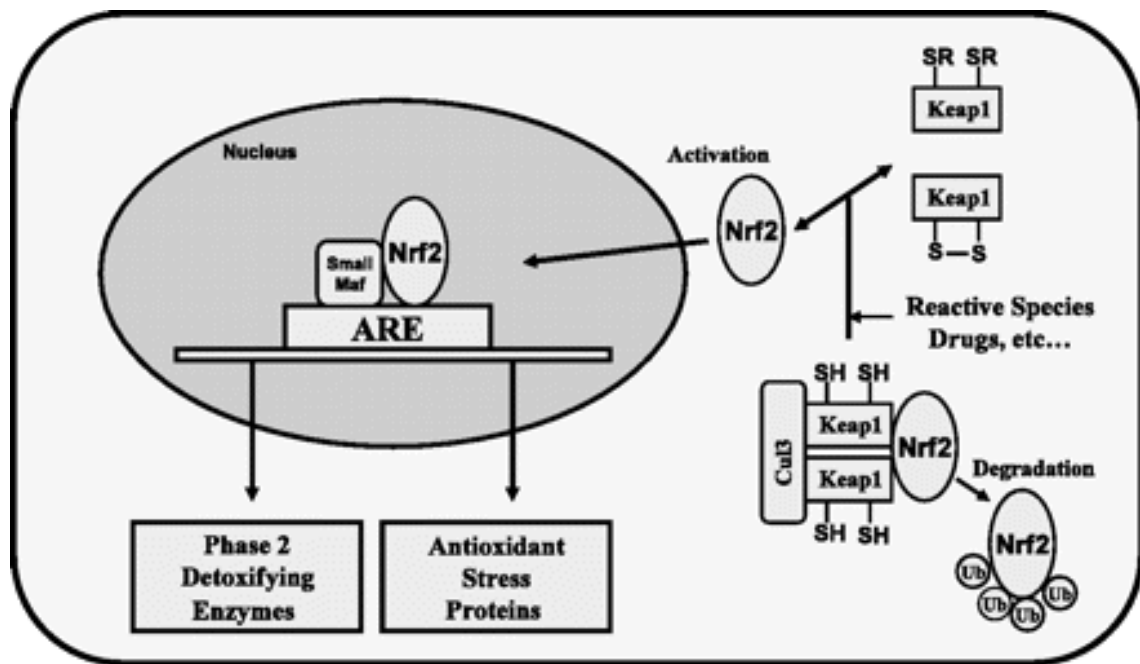 SR SR
Keap1
Activation
Nucleus
Keap1
Nrf2
S—S
Nrf2
Small
Maf
ARE
Reactive Species
Drugs, etc...
SH SH
Cul3
Keap1
Nrf2
Keap1
Degradation
SH SH
Nrf2
Ub
Ub
Ub
Ub
Phase 2
Detoxifying
Enzymes
Antioxidant
Stress
Proteins